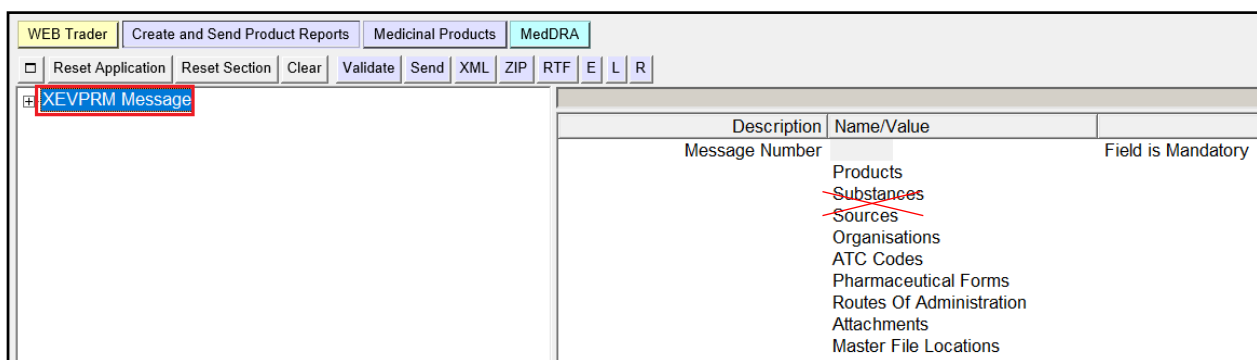 WEB Trader Create and Send Product Reports Medicinal Products MedDRA
Reset Application Reset Section Clear Validate Send XML ZIP RTF E L R
XEVPRM Message
Description Name/Value
Message Number Field is Mandatory
Products
Substances
Sources
Organisations
ATC Codes
Pharmaceutical Forms
Routes Of Administration
Attachments
Master File Locations